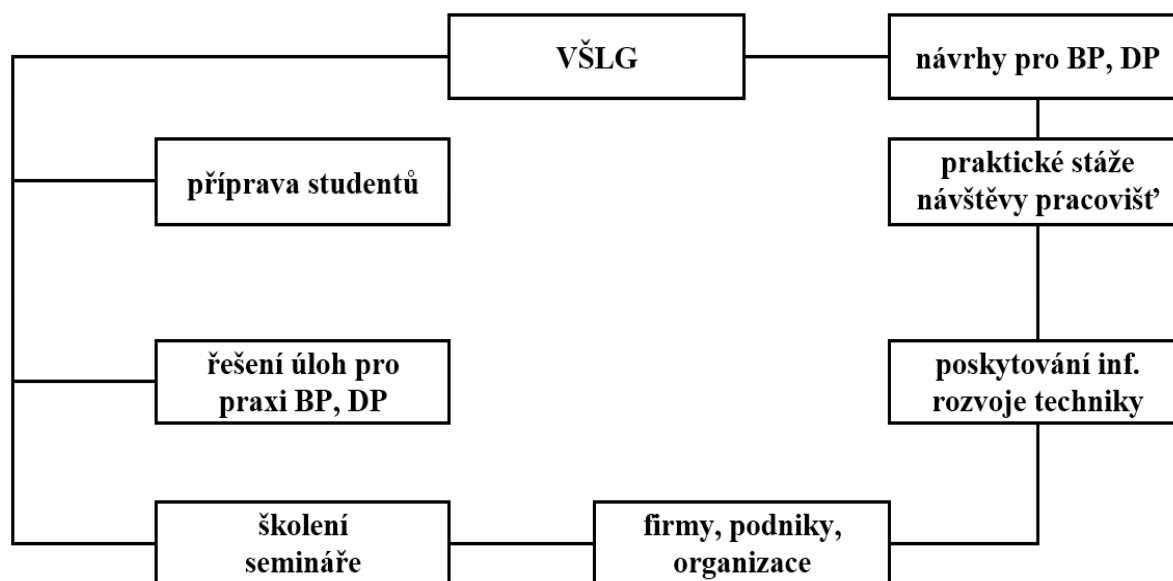 VŠLG
návrhy pro BP, DP
příprava studentů
praktické stáže
návštěvy pracovišť
řešení úloh pro
praxi BP, DP
poskytování inf.
rozvoje techniky
školení
semináře
firmy, podniky,
organizace